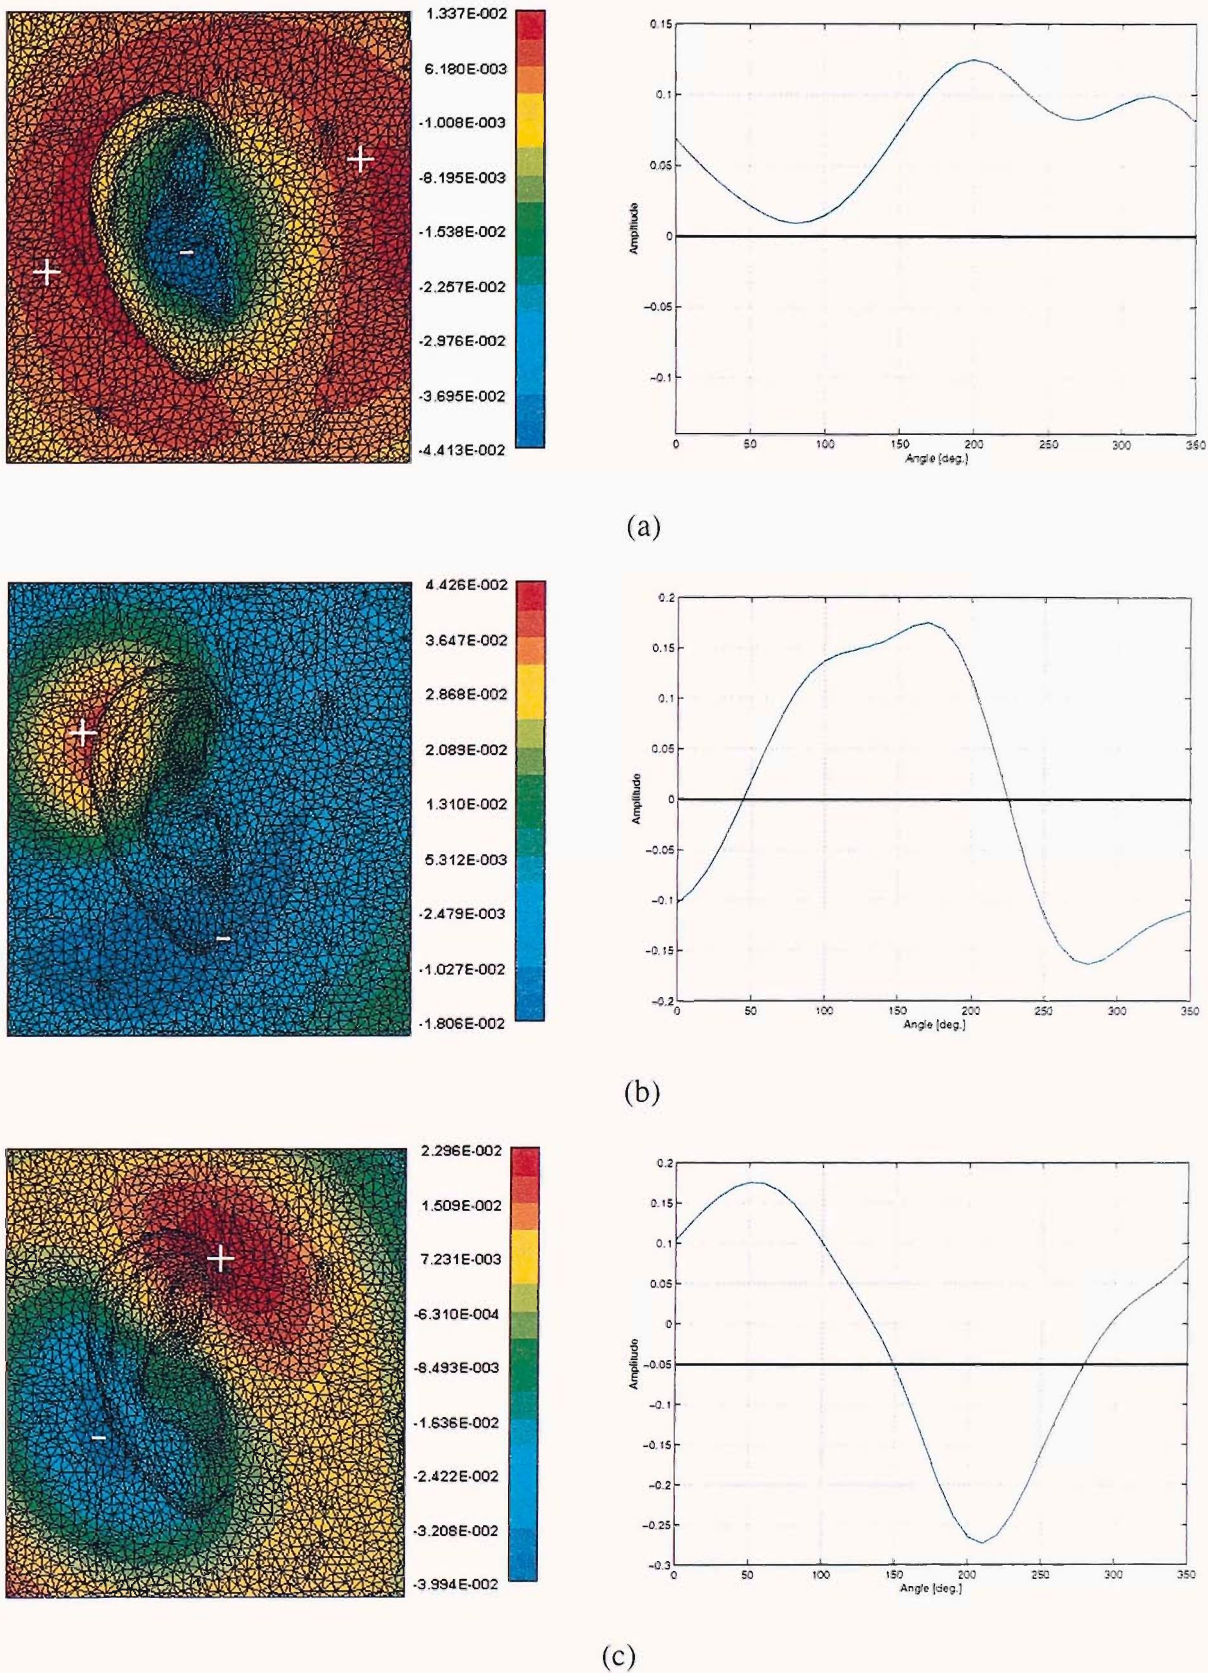 1.337E-002
6.180E-003
-1.008E-003
-8.195E-003
-1.538E-002
-2.257E-002
-2.976E-002
-3.695E-002
-4.413E-002
+
+
-
0.15
0.1
0.05
0
-0.05
-0.1
Amplitude
0 50 100 150 200 250 300 350
Angle [deg.]
(a)
4.426E-002
3.647E-002
2.868E-002
2.089E-002
1.310E-002
5.312E-003
-2.479E-003
-1.027E-002
-1.806E-002
+
-
0.2
0.15
0.1
0.05
0
-0.05
-0.1
-0.15
-0.2
Amplitude
0 50 100 150 200 250 300 350
Angle [deg.]
(b)
2.296E-002
1.509E-002
7.231E-003
-6.310E-004
-8.493E-003
-1.636E-002
-2.422E-002
-3.208E-002
-3.994E-002
+
-
0.2
0.15
0.1
0.05
0
-0.05
-0.1
-0.15
-0.2
-0.25
-0.3
Amplitude
0 50 100 150 200 250 300 350
Angle [deg.]
(c)